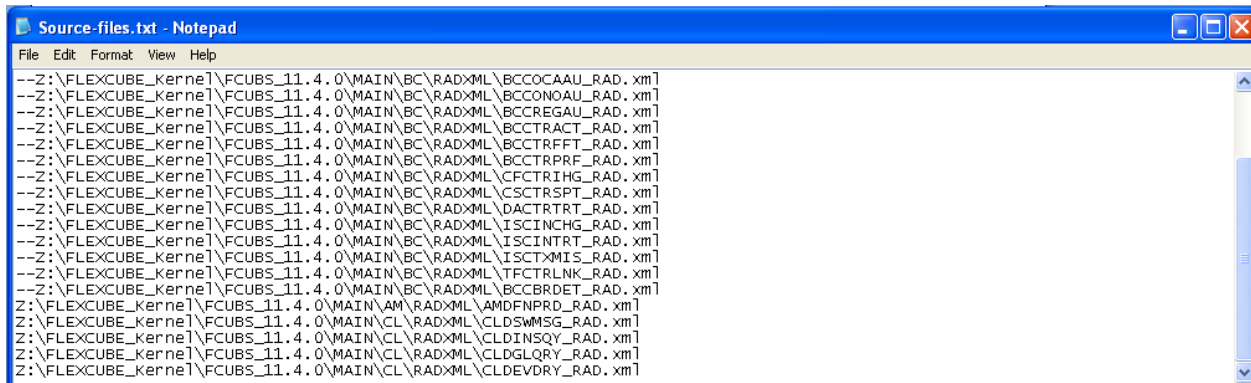 Source-files.txt - Notepad
File Edit Format View Help
--Z:\FLEXCUBE_Kernel\FCUBS_11.4.0\MAIN\BC\RADXML\BCCOCAAU_RAD.xml
--Z:\FLEXCUBE_Kernel\FCUBS_11.4.0\MAIN\BC\RADXML\BCCONOAU_RAD.xml
--Z:\FLEXCUBE_Kernel\FCUBS_11.4.0\MAIN\BC\RADXML\BCCREGAU_RAD.xml
--Z:\FLEXCUBE_Kernel\FCUBS_11.4.0\MAIN\BC\RADXML\BCCTRACT_RAD.xml
--Z:\FLEXCUBE_Kernel\FCUBS_11.4.0\MAIN\BC\RADXML\BCCTRFFT_RAD.xml
--Z:\FLEXCUBE_Kernel\FCUBS_11.4.0\MAIN\BC\RADXML\BCCTRPRF_RAD.xml
--Z:\FLEXCUBE_Kernel\FCUBS_11.4.0\MAIN\BC\RADXML\CFCTRIHG_RAD.xml
--Z:\FLEXCUBE_Kernel\FCUBS_11.4.0\MAIN\BC\RADXML\CSCTRSPT_RAD.xml
--Z:\FLEXCUBE_Kernel\FCUBS_11.4.0\MAIN\BC\RADXML\DACTRTRT_RAD.xml
--Z:\FLEXCUBE_Kernel\FCUBS_11.4.0\MAIN\BC\RADXML\ISCINCHG_RAD.xml
--Z:\FLEXCUBE_Kernel\FCUBS_11.4.0\MAIN\BC\RADXML\ISCINTRT_RAD.xml
--Z:\FLEXCUBE_Kernel\FCUBS_11.4.0\MAIN\BC\RADXML\ISCTXMIS_RAD.xml
--Z:\FLEXCUBE_Kernel\FCUBS_11.4.0\MAIN\BC\RADXML\TFCTRLNK_RAD.xml
--Z:\FLEXCUBE_Kernel\FCUBS_11.4.0\MAIN\BC\RADXML\BCCBRDET_RAD.xml
Z:\FLEXCUBE_Kernel\FCUBS_11.4.0\MAIN\AM\RADXML\AMDFNPRD_RAD.xml
Z:\FLEXCUBE_Kernel\FCUBS_11.4.0\MAIN\CL\RADXML\CLDSWMSG_RAD.xml
Z:\FLEXCUBE_Kernel\FCUBS_11.4.0\MAIN\CL\RADXML\CLDINSQY_RAD.xml
Z:\FLEXCUBE_Kernel\FCUBS_11.4.0\MAIN\CL\RADXML\CLDGLQRY_RAD.xml
Z:\FLEXCUBE_Kernel\FCUBS_11.4.0\MAIN\CL\RADXML\CLDEVDRY_RAD.xml